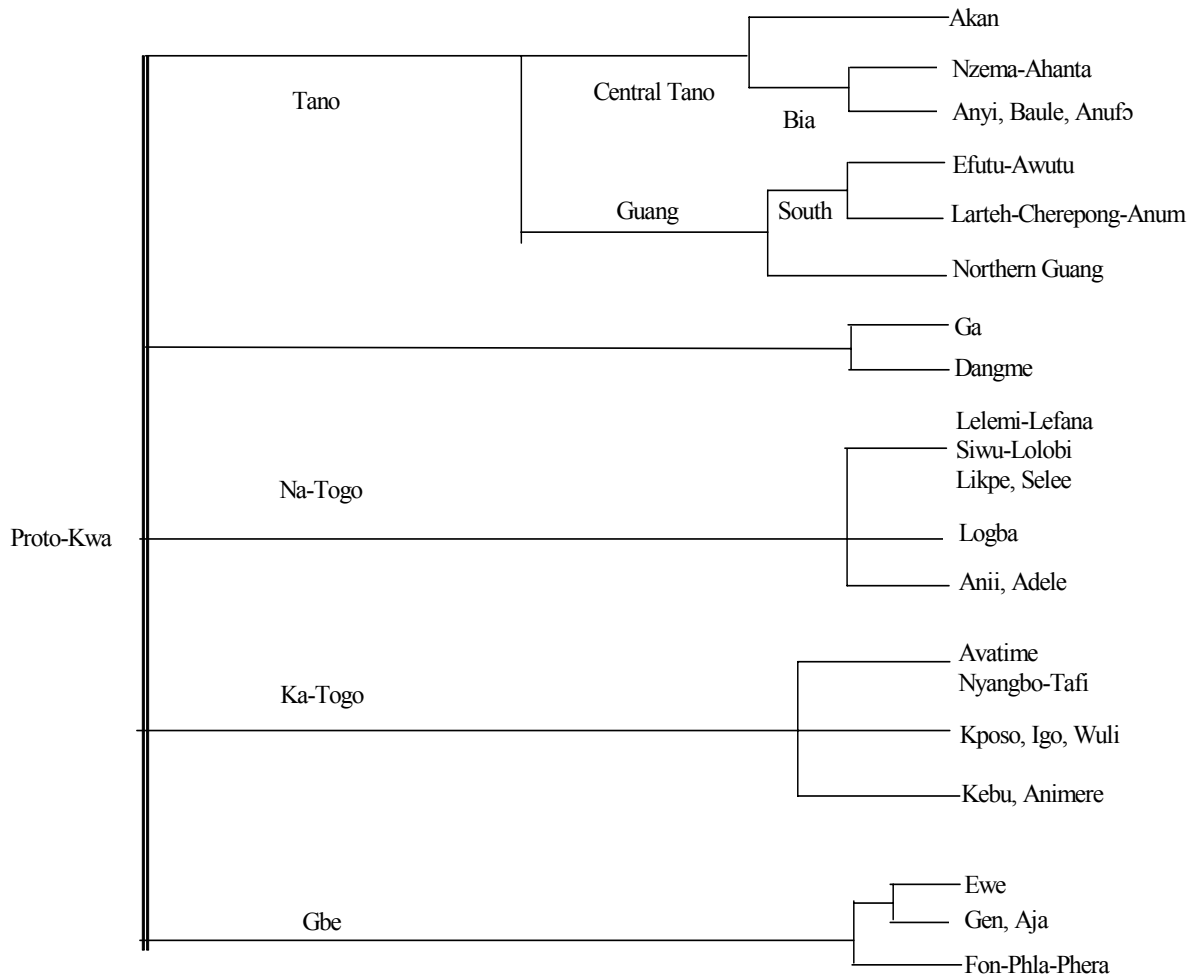 Akan
Nzema-Ahanta
Central Tano
Tano
Anyi, Baule, Anufɔ
Bia
Efutu-Awutu
Guang
South
Larteh-Cherepong-Anum
Northern Guang
Ga
Dangme
Lelemi-Lefana
Siwu-Lolobi
Likpe, Selee
Na-Togo
Proto-Kwa
Logba
Anii, Adele
Avatime
Nyangbo-Tafi
Ka-Togo
Kposo, Igo, Wuli
Kebu, Animere
Ewe
Gbe
Gen, Aja
Fon-Phla-Phera